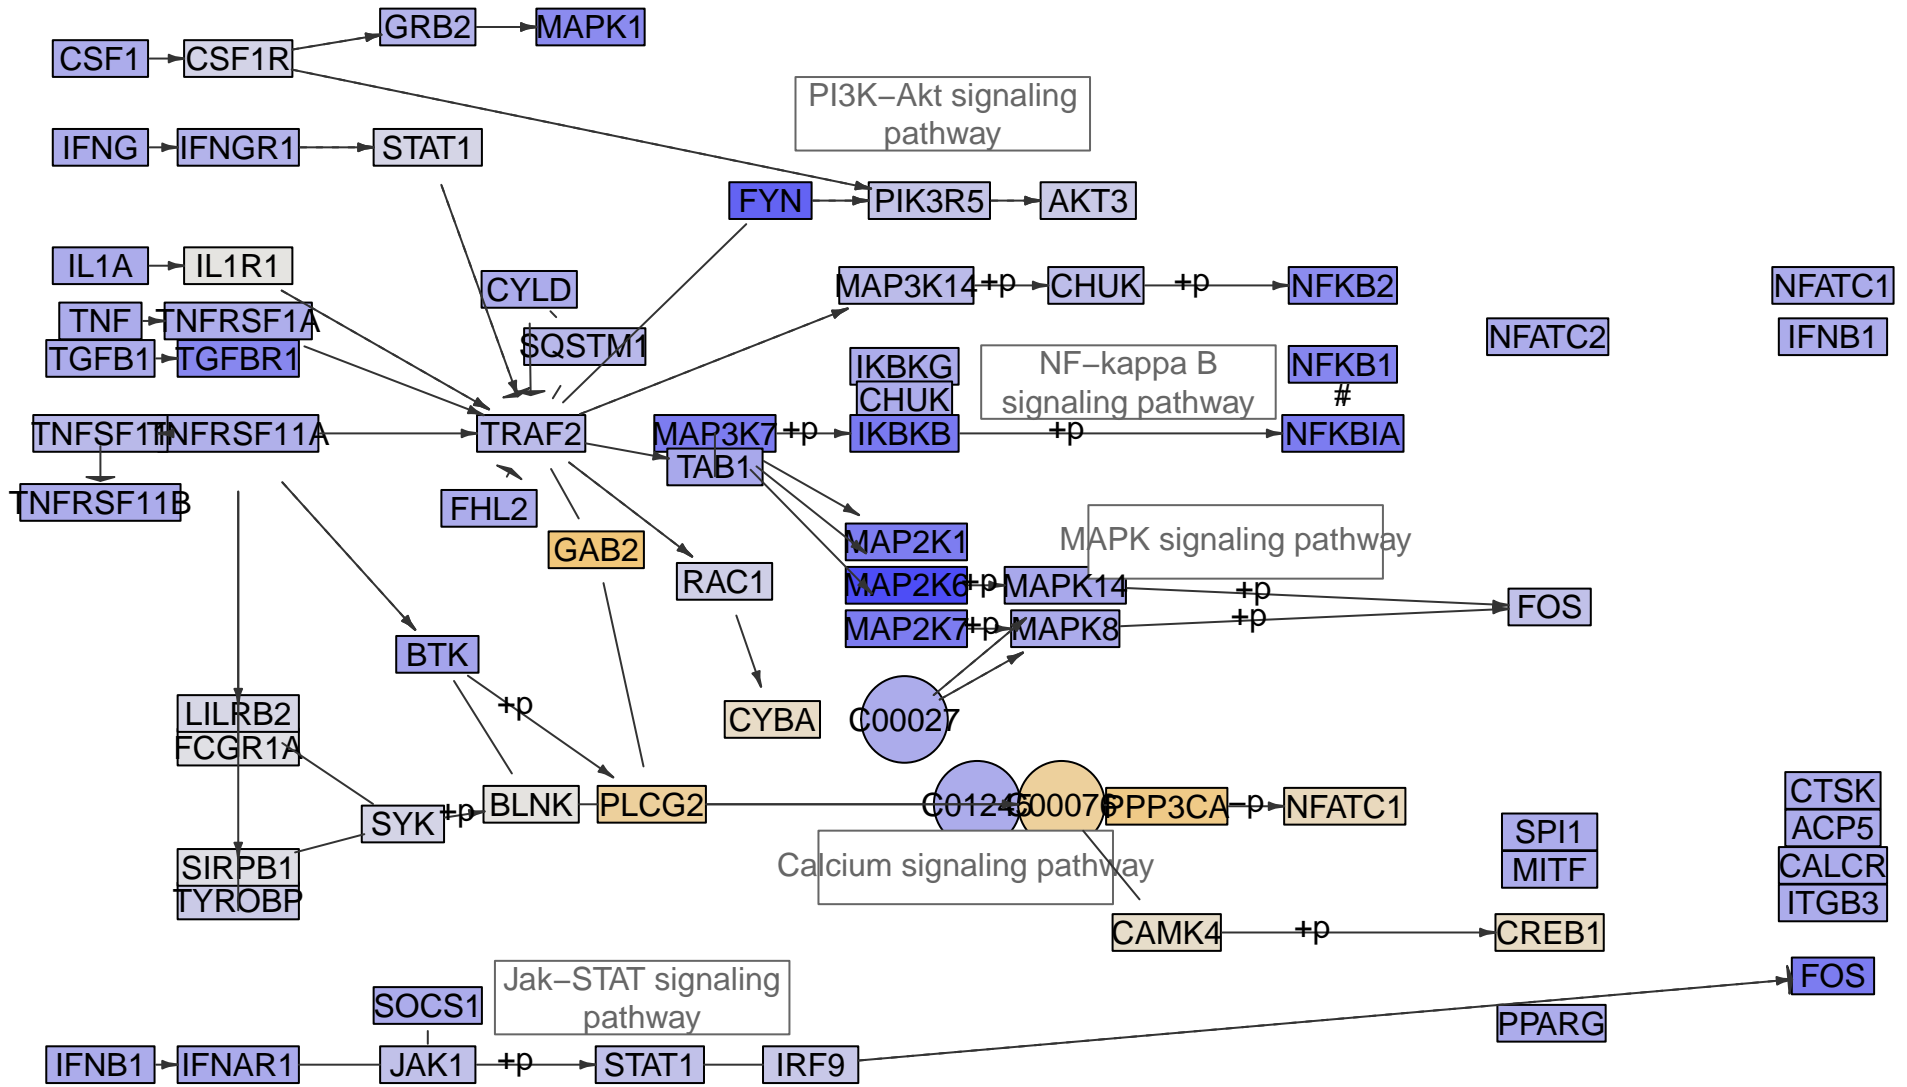 GRB2
MAPK1
CSF1
CSF1R
PI3K−Akt signaling
pathway
IFNG
IFNGR1
STAT1
FYN
PIK3R5
AKT3
IL1A
IL1R1
CYLD
MAP3K14
+p
CHUK
+p
NFKB2
NFATC1
TNF
TNFRSF1A
NFATC2
IFNB1
SQSTM1
TGFB1
TGFBR1
IKBKG
NF−kappa B
signaling pathway
NFKB1
CHUK
#
TNFSF11
TNFRSF11A
TRAF2
MAP3K7
+p
IKBKB
+p
NFKBIA
TAB1
TNFRSF11B
FHL2
GAB2
MAP2K1
MAPK signaling pathway
RAC1
MAP2K6
+p
MAPK14
+p
FOS
MAP2K7
+p
MAPK8
+p
BTK
LILRB2
+p
CYBA
C00027
FCGR1A
SYK
+p
BLNK
PLCG2
C01245
C00076
PPP3CA
−p
NFATC1
CTSK
SPI1
ACP5
SIRPB1
Calcium signaling pathway
MITF
CALCR
TYROBP
ITGB3
CAMK4
+p
CREB1
Jak−STAT signaling
pathway
FOS
SOCS1
PPARG
IFNB1
IFNAR1
JAK1
+p
STAT1
IRF9